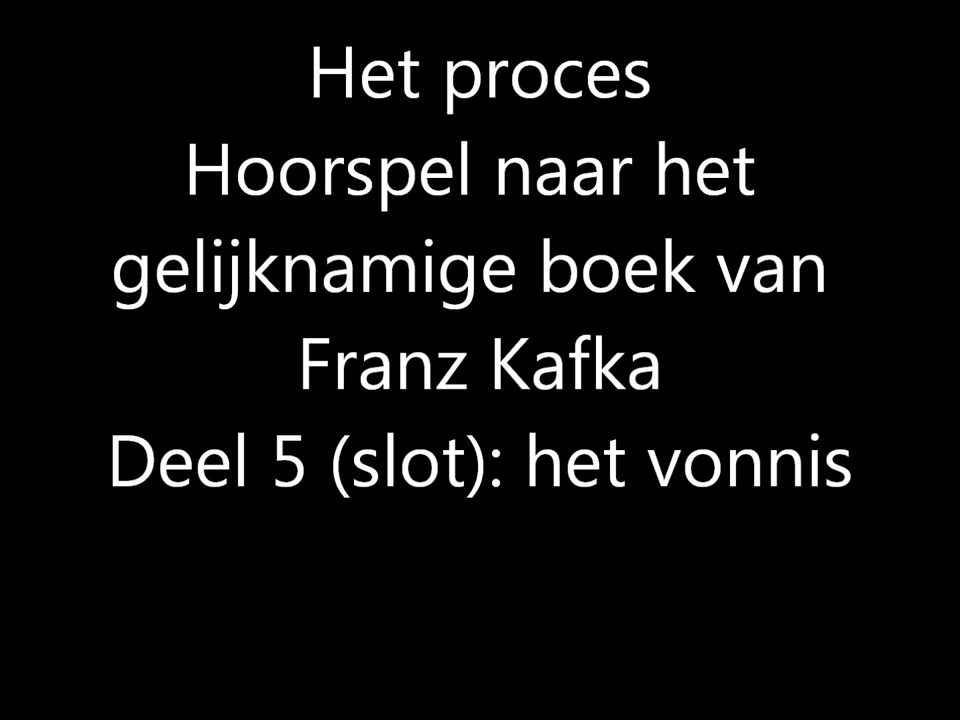 Het proces
Hoorspel naar het
gelijknamige boek van
Franz Kafka
Deel 5 (slot): het vonnis